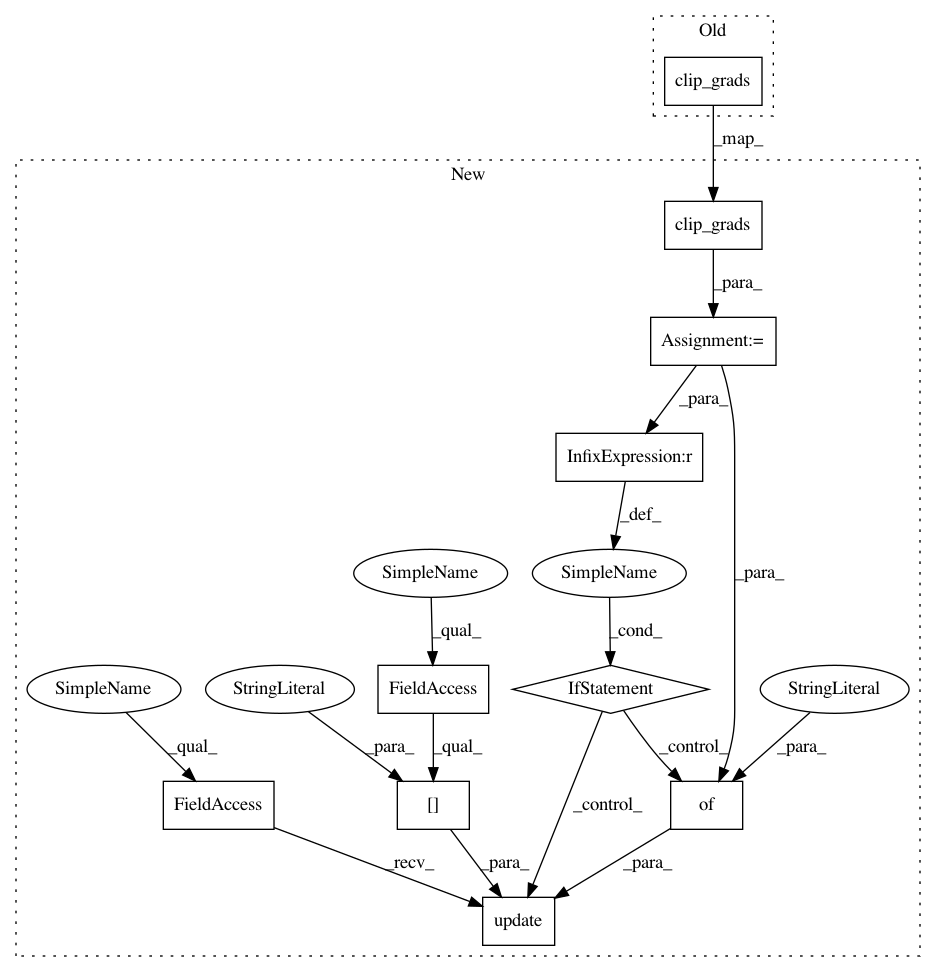 Old
clip_grads
_map_
New
clip_grads
_para_
Assignment:=
_para_
InfixExpression:r
_def_
SimpleName
SimpleName
_para_
_qual_
_cond_
SimpleName
StringLiteral
FieldAccess
IfStatement
StringLiteral
_qual_
_para_
_qual_
_control_
_para_
FieldAccess
[]
_control_
of
_recv_
_para_
_para_
update